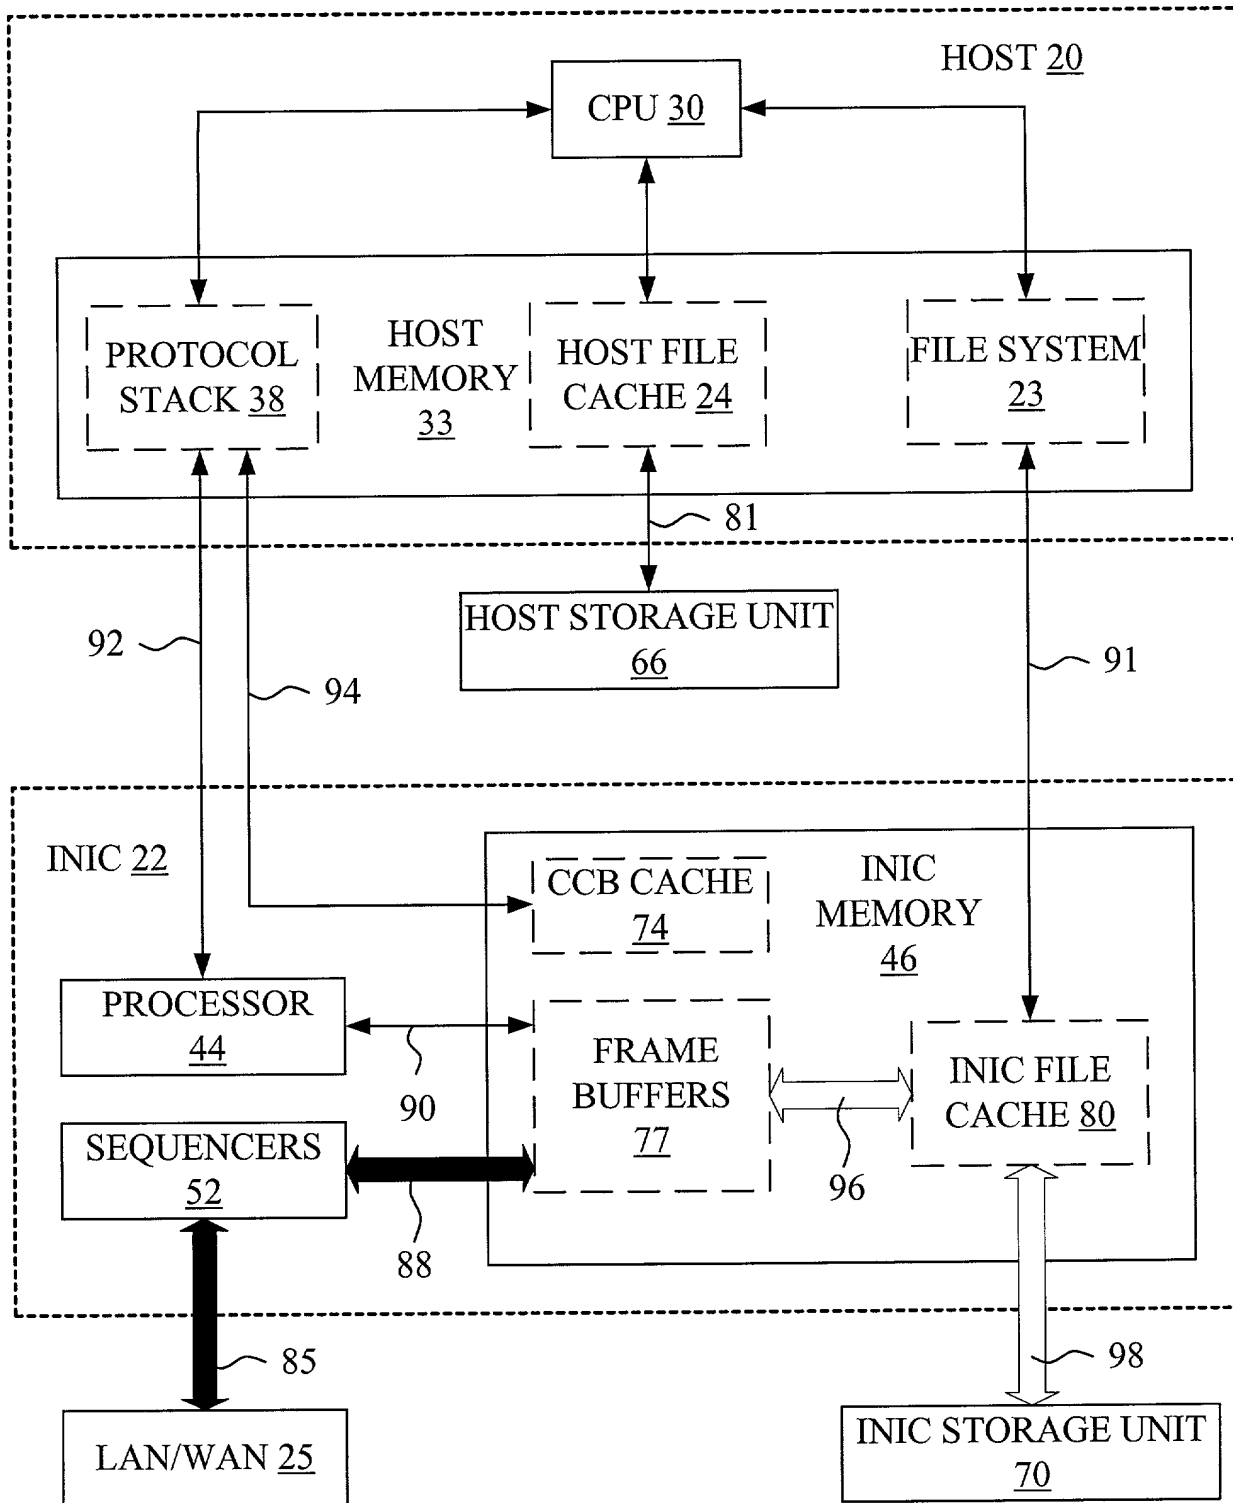 HOST 20
CPU 30
PROTOCOL
STACK 38
HOST
MEMORY
33
HOST FILE
CACHE 24
FILE SYSTEM
23
81
HOST STORAGE UNIT
66
92
94
91
INIC 22
CCB CACHE
74
INIC
MEMORY
46
PROCESSOR
44
90
FRAME
BUFFERS
77
96
INIC FILE
CACHE 80
SEQUENCERS
52
88
85
98
LAN/WAN 25
INIC STORAGE UNIT
70